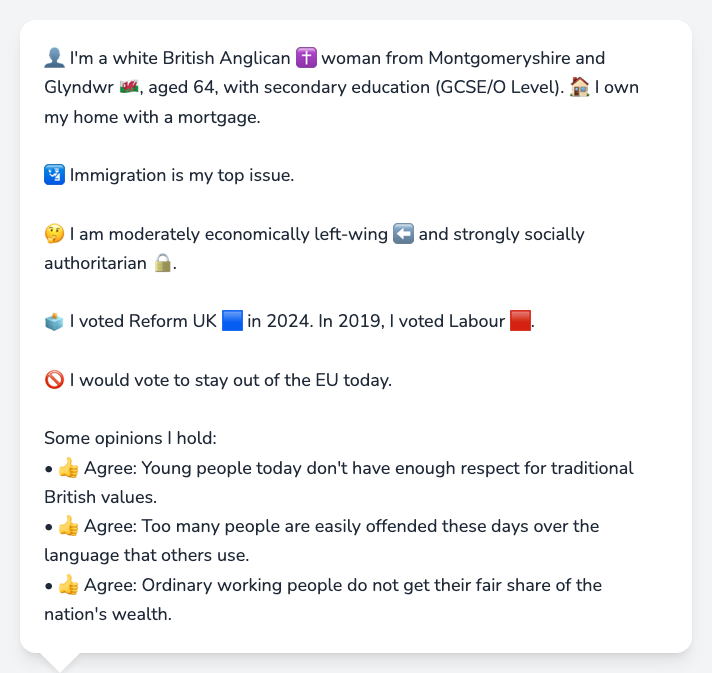 👤 I'm a white British Anglican ✝️ woman from Montgomeryshire and
Glyndwr 🏴󠁧󠁢󠁷󠁬󠁳󠁿, aged 64, with secondary education (GCSE/O Level). 🏠 I own
my home with a mortgage.
🛂 Immigration is my top issue.
🤔 I am moderately economically left-wing ⬅️ and strongly socially
authoritarian 🔒.
🗳️ I voted Reform UK 🟦 in 2024. In 2019, I voted Labour 🟥.
🚫 I would vote to stay out of the EU today.
Some opinions I hold:
• 👍 Agree: Young people today don't have enough respect for traditional
British values.
• 👍 Agree: Too many people are easily offended these days over the
language that others use.
• 👍 Agree: Ordinary working people do not get their fair share of the
nation's wealth.